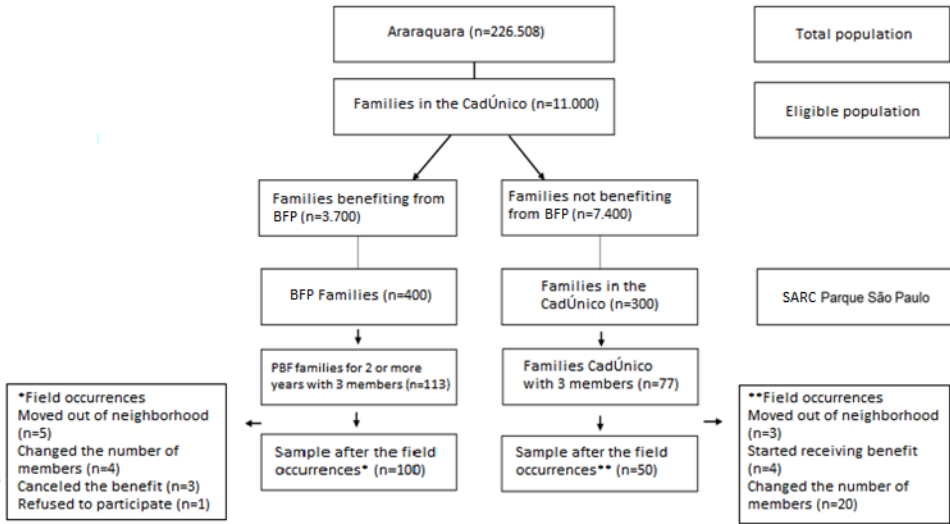 Araraquara (n=226.508)
Total population
Families in the CadÚnico (n=11.000)
Eligible population
Families benefiting from
BFP (n=3.700)
Families not benefiting
from BFP (n=7.400)
BFP Families (n=400)
Families in the
CadÚnico (n=300)
SARC Parque São Paulo
PBF families for 2 or more
years with 3 members (n=113)
Families CadÚnico
with 3 members (n=77)
*Field occurrences
Moved out of neighborhood
(n=5)
Changed the number of
members (n=4)
Canceled the benefit (n=3)
Refused to participate (n=1)
Sample after the field
occurrences* (n=100)
Sample after the field
occurrences** (n=50)
**Field occurrences
Moved out of neighborhood
(n=3)
Started receiving benefit
(n=4)
Changed the number of
members (n=20)